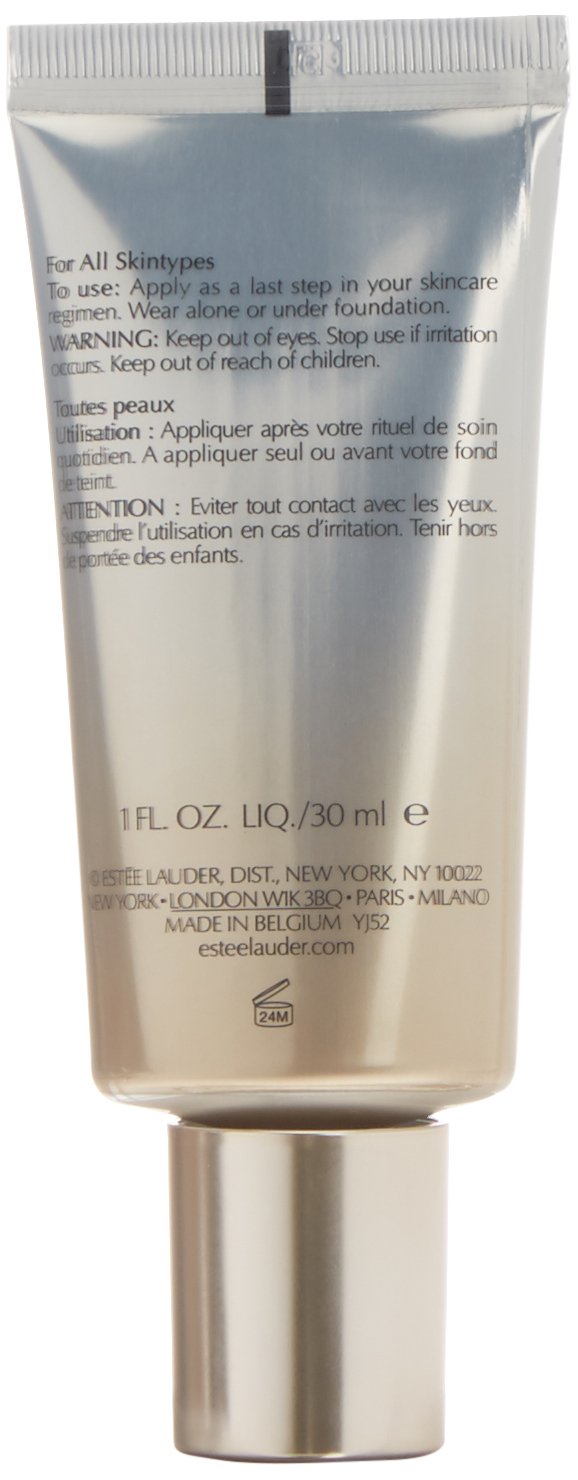 For All Skintypes
To use: Apply as a last step in your skincare
regimen. Wear alone or under foundation.
WARNING: Keep out of eyes. Stop use if irritation
occurs. Keep out of reach of children.
Toutes peaux
Utilisation : Appliquer après votre rituel de soin
quotidien. A appliquer seul ou avant votre fond
de teint.
ATTENTION : Eviter tout contact avec les yeux.
Suspendre l'utilisation en cas d'irritation. Tenir hors
de portée des enfants.
1 FL. OZ. LIQ./30 ml ℮
© ESTÉE LAUDER, DIST., NEW YORK, NY 10022
NEW YORK • LONDON W1K 3BQ • PARIS • MILANO
MADE IN BELGIUM YJ52
esteelauder.com
24M